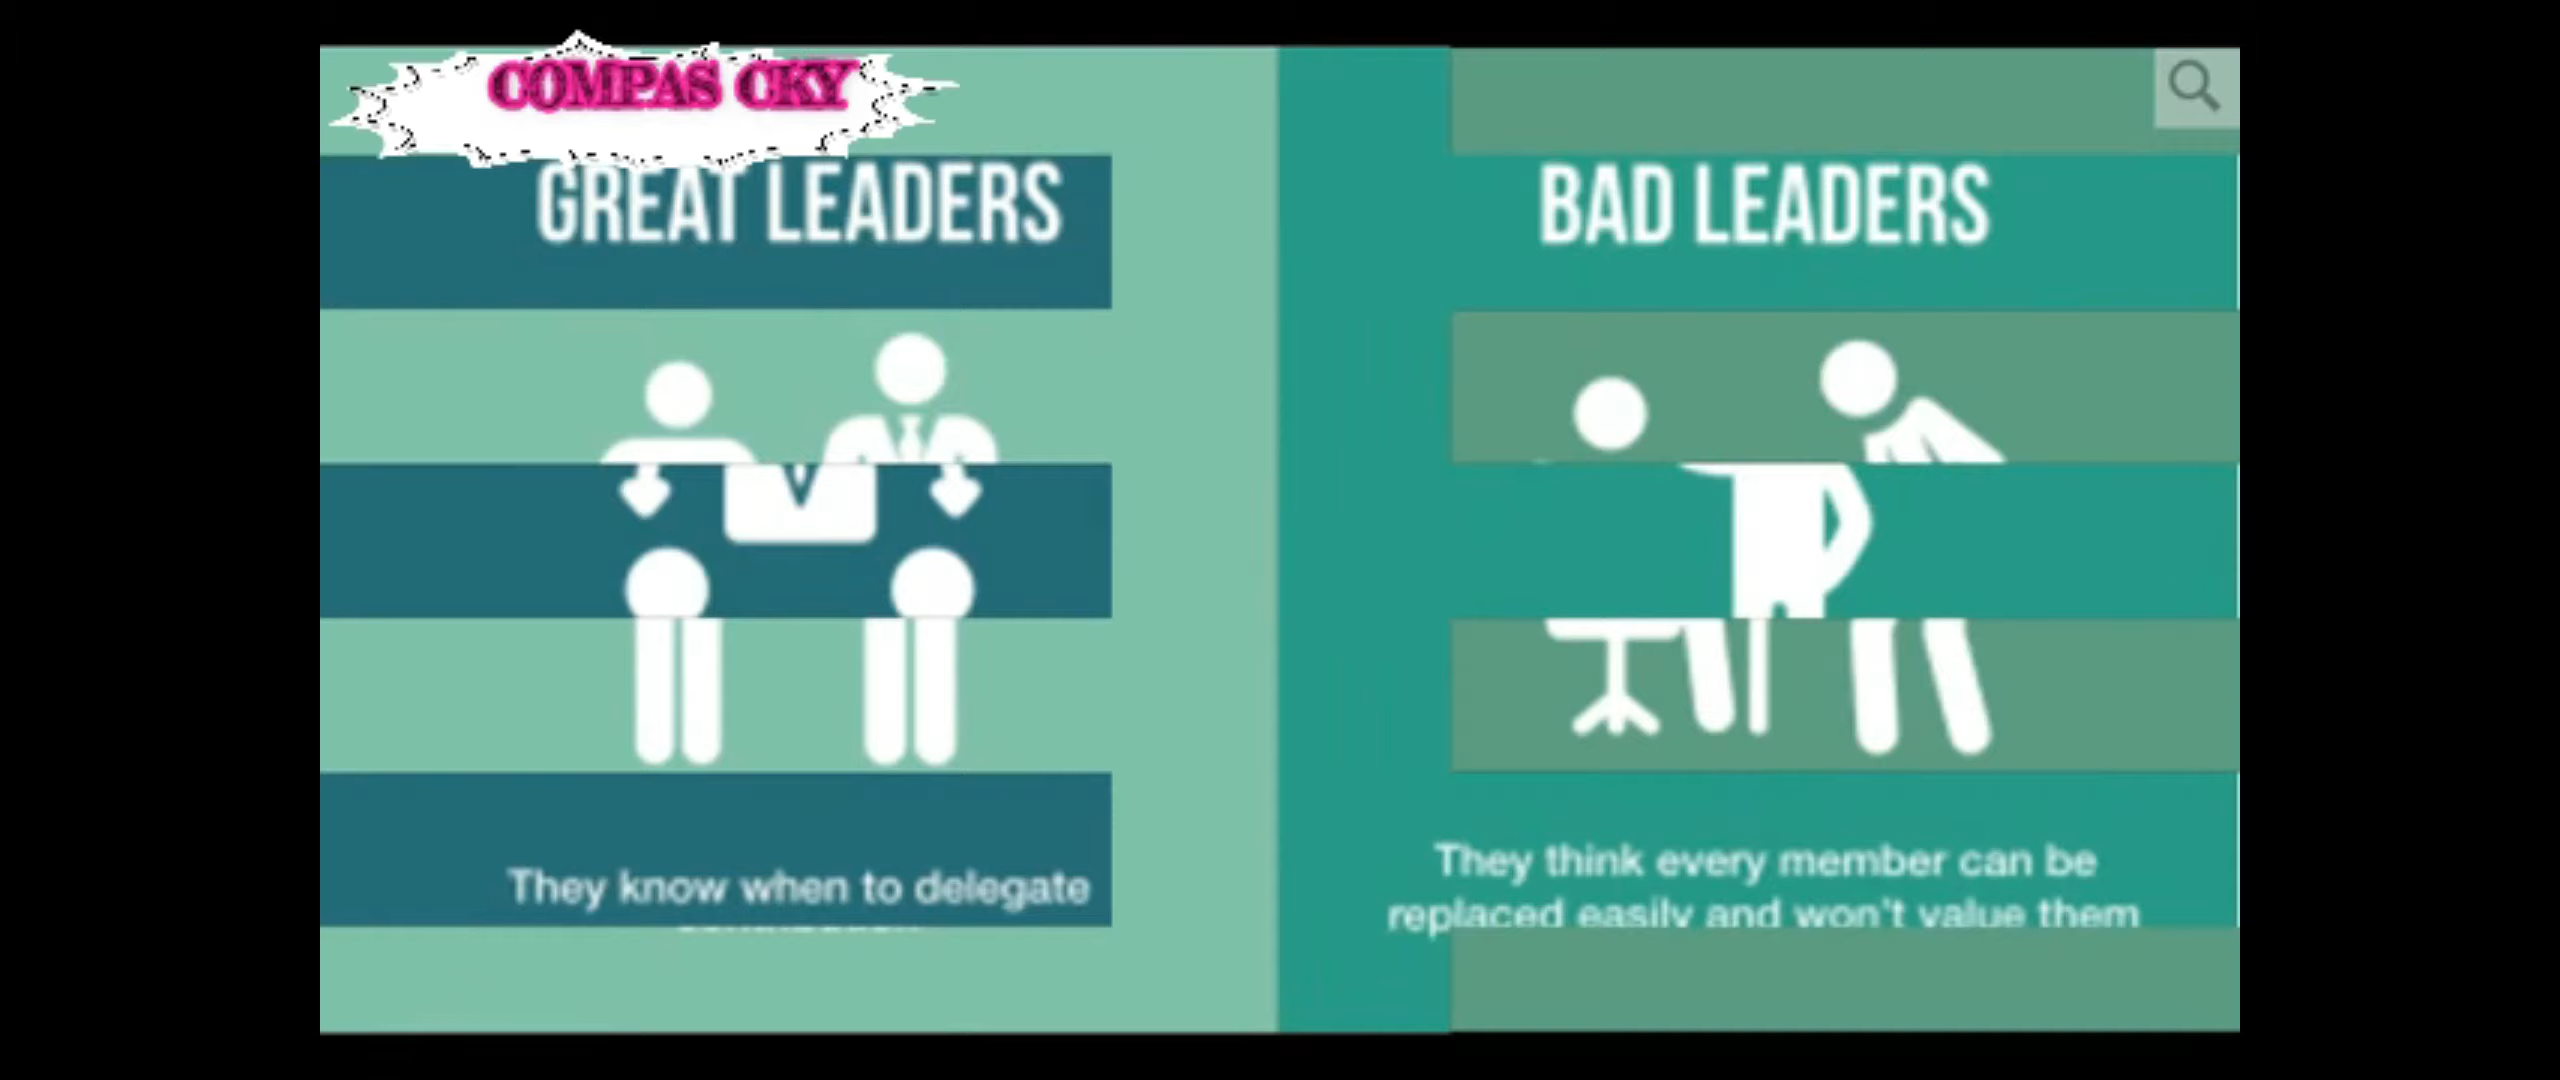 COMPAS CKY
GREAT LEADERS
BAD LEADERS
They know when to delegate
They think every member can be
replaced easily and won't value them